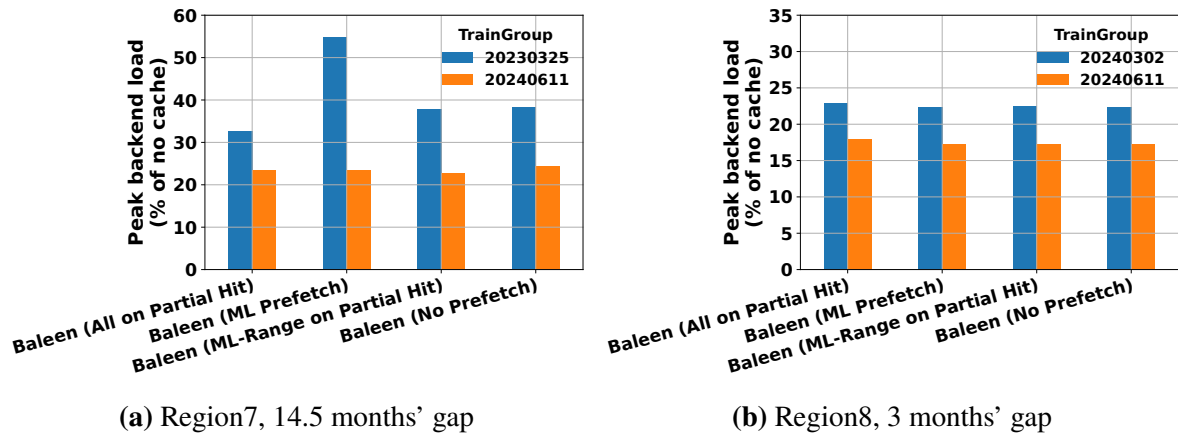 Peak backend load
(% of no cache)
60
50
40
30
20
10
0
TrainGroup
20230325
20240611
Baleen (All on Partial Hit)
Baleen (ML Prefetch)
Baleen (ML-Range on Partial Hit)
Baleen (No Prefetch)
(a) Region7, 14.5 months' gap
Peak backend load
(% of no cache)
35
30
25
20
15
10
5
0
TrainGroup
20240302
20240611
Baleen (All on Partial Hit)
Baleen (ML Prefetch)
Baleen (ML-Range on Partial Hit)
Baleen (No Prefetch)
(b) Region8, 3 months' gap